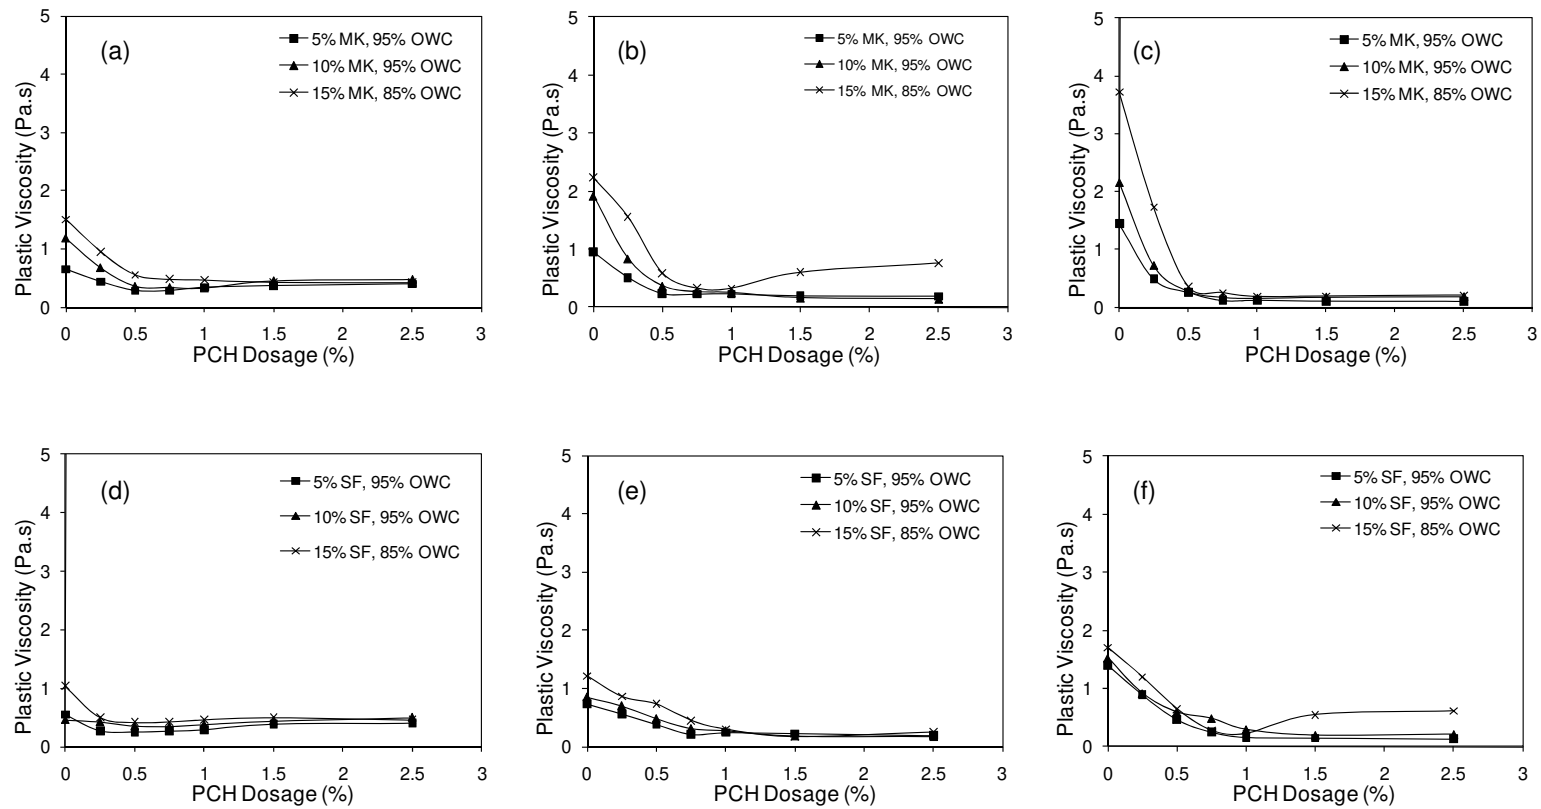 Plastic Viscosity (Pa.s)
5
4
3
2
1
0
(a)
5% MK, 95% OWC
10% MK, 95% OWC
15% MK, 85% OWC
0 0.5 1 1.5 2 2.5 3
PCH Dosage (%)
Plastic Viscosity (Pa.s)
5
4
3
2
1
0
(b)
5% MK, 95% OWC
10% MK, 95% OWC
15% MK, 85% OWC
0 0.5 1 1.5 2 2.5 3
PCH Dosage (%)
Plastic Viscosity (Pa.s)
5
4
3
2
1
0
(c)
5% MK, 95% OWC
10% MK, 95% OWC
15% MK, 85% OWC
0 0.5 1 1.5 2 2.5 3
PCH Dosage (%)
Plastic Viscosity (Pa.s)
5
4
3
2
1
0
(d)
5% SF, 95% OWC
10% SF, 95% OWC
15% SF, 85% OWC
0 0.5 1 1.5 2 2.5 3
PCH Dosage (%)
Plastic Viscosity (Pa.s)
5
4
3
2
1
0
(e)
5% SF, 95% OWC
10% SF, 95% OWC
15% SF, 85% OWC
0 0.5 1 1.5 2 2.5 3
PCH Dosage (%)
Plastic Viscosity (Pa.s)
5
4
3
2
1
0
(f)
5% SF, 95% OWC
10% SF, 95% OWC
15% SF, 85% OWC
0 0.5 1 1.5 2 2.5 3
PCH Dosage (%)